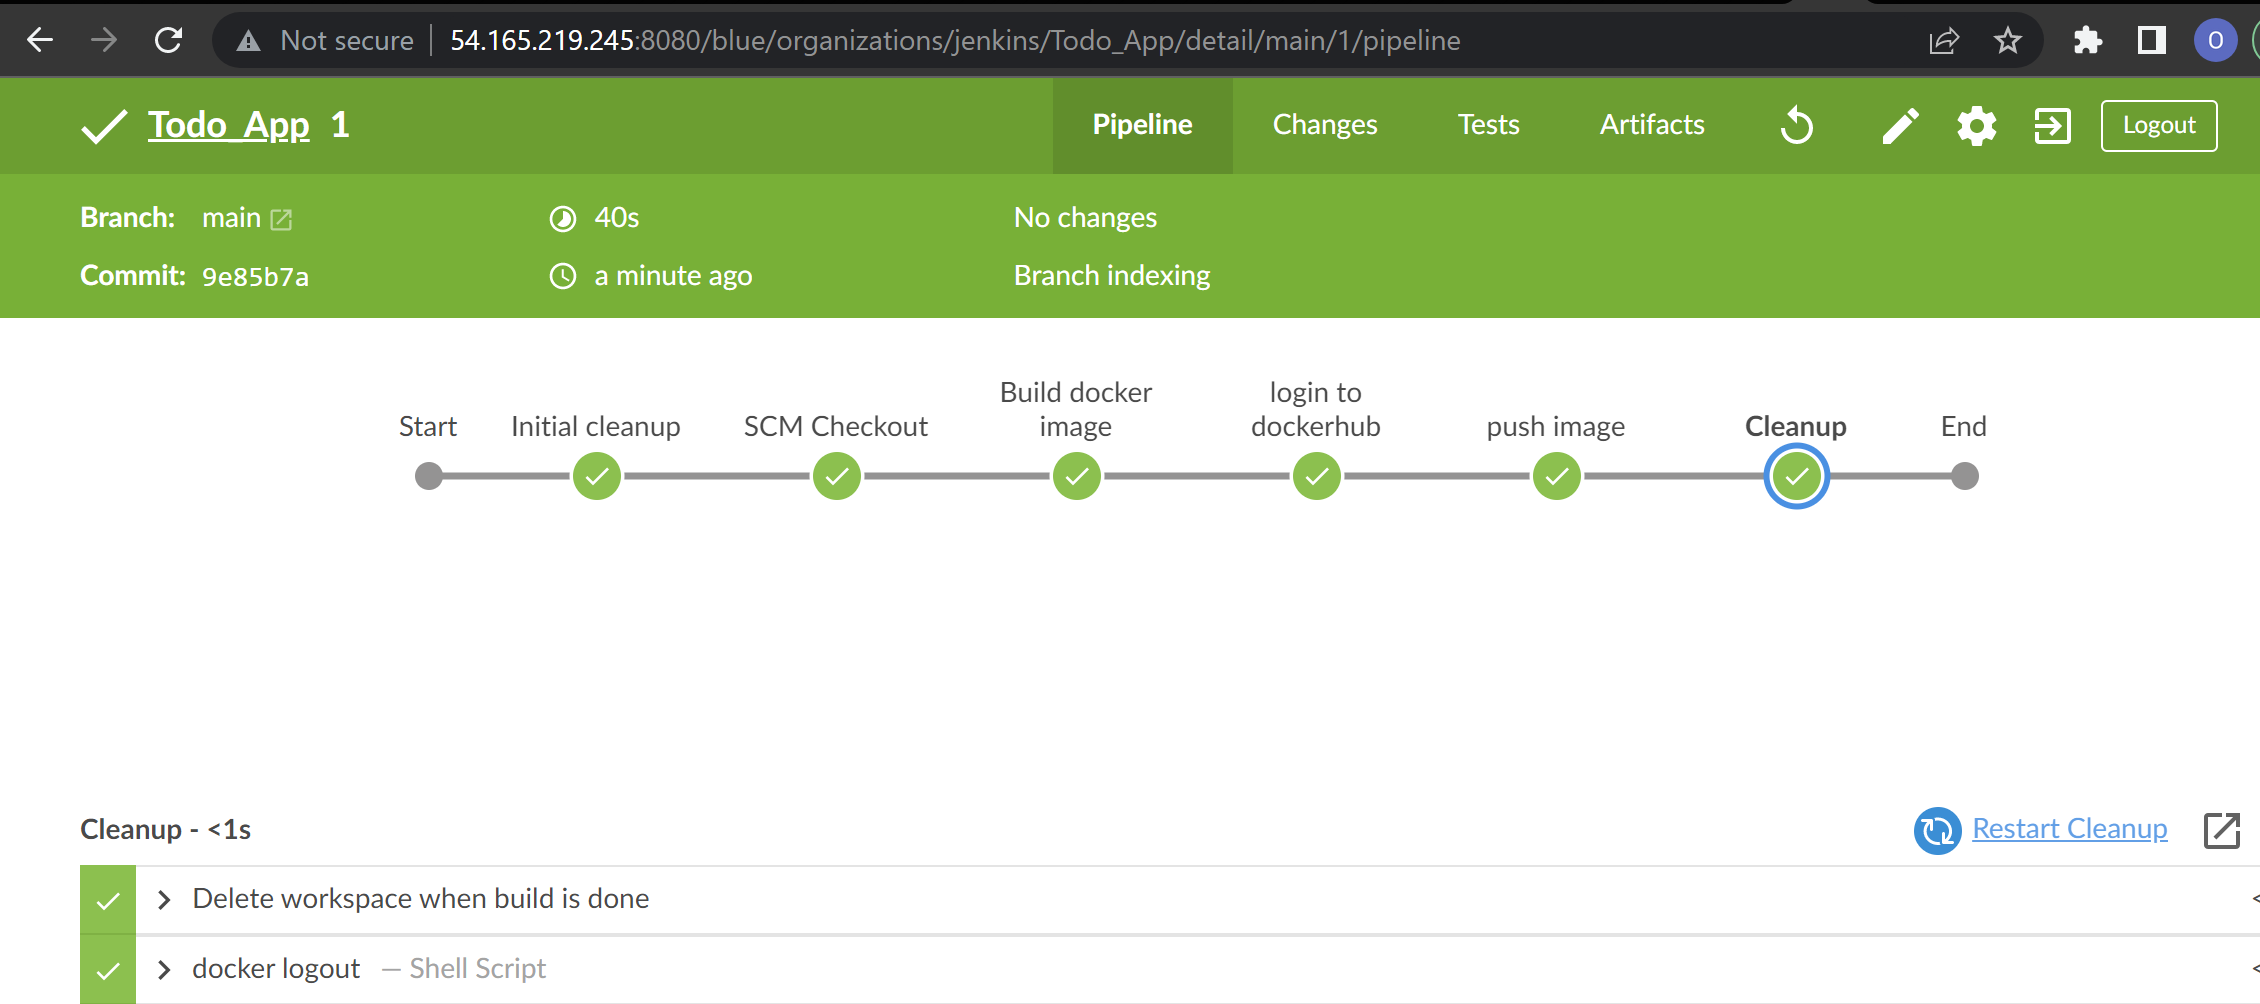 Not secure 54.165.219.245:8080/blue/organizations/jenkins/Todo_App/detail/main/1/pipeline
O
Todo_App 1
Pipeline Changes Tests Artifacts Logout
Branch: main 40s No changes
Commit: 9e85b7a a minute ago Branch indexing
Start
Initial cleanup
SCM Checkout
Build docker
image
login to
dockerhub
push image
Cleanup
End
Cleanup - <1s
Restart Cleanup
Delete workspace when build is done <
docker logout — Shell Script <